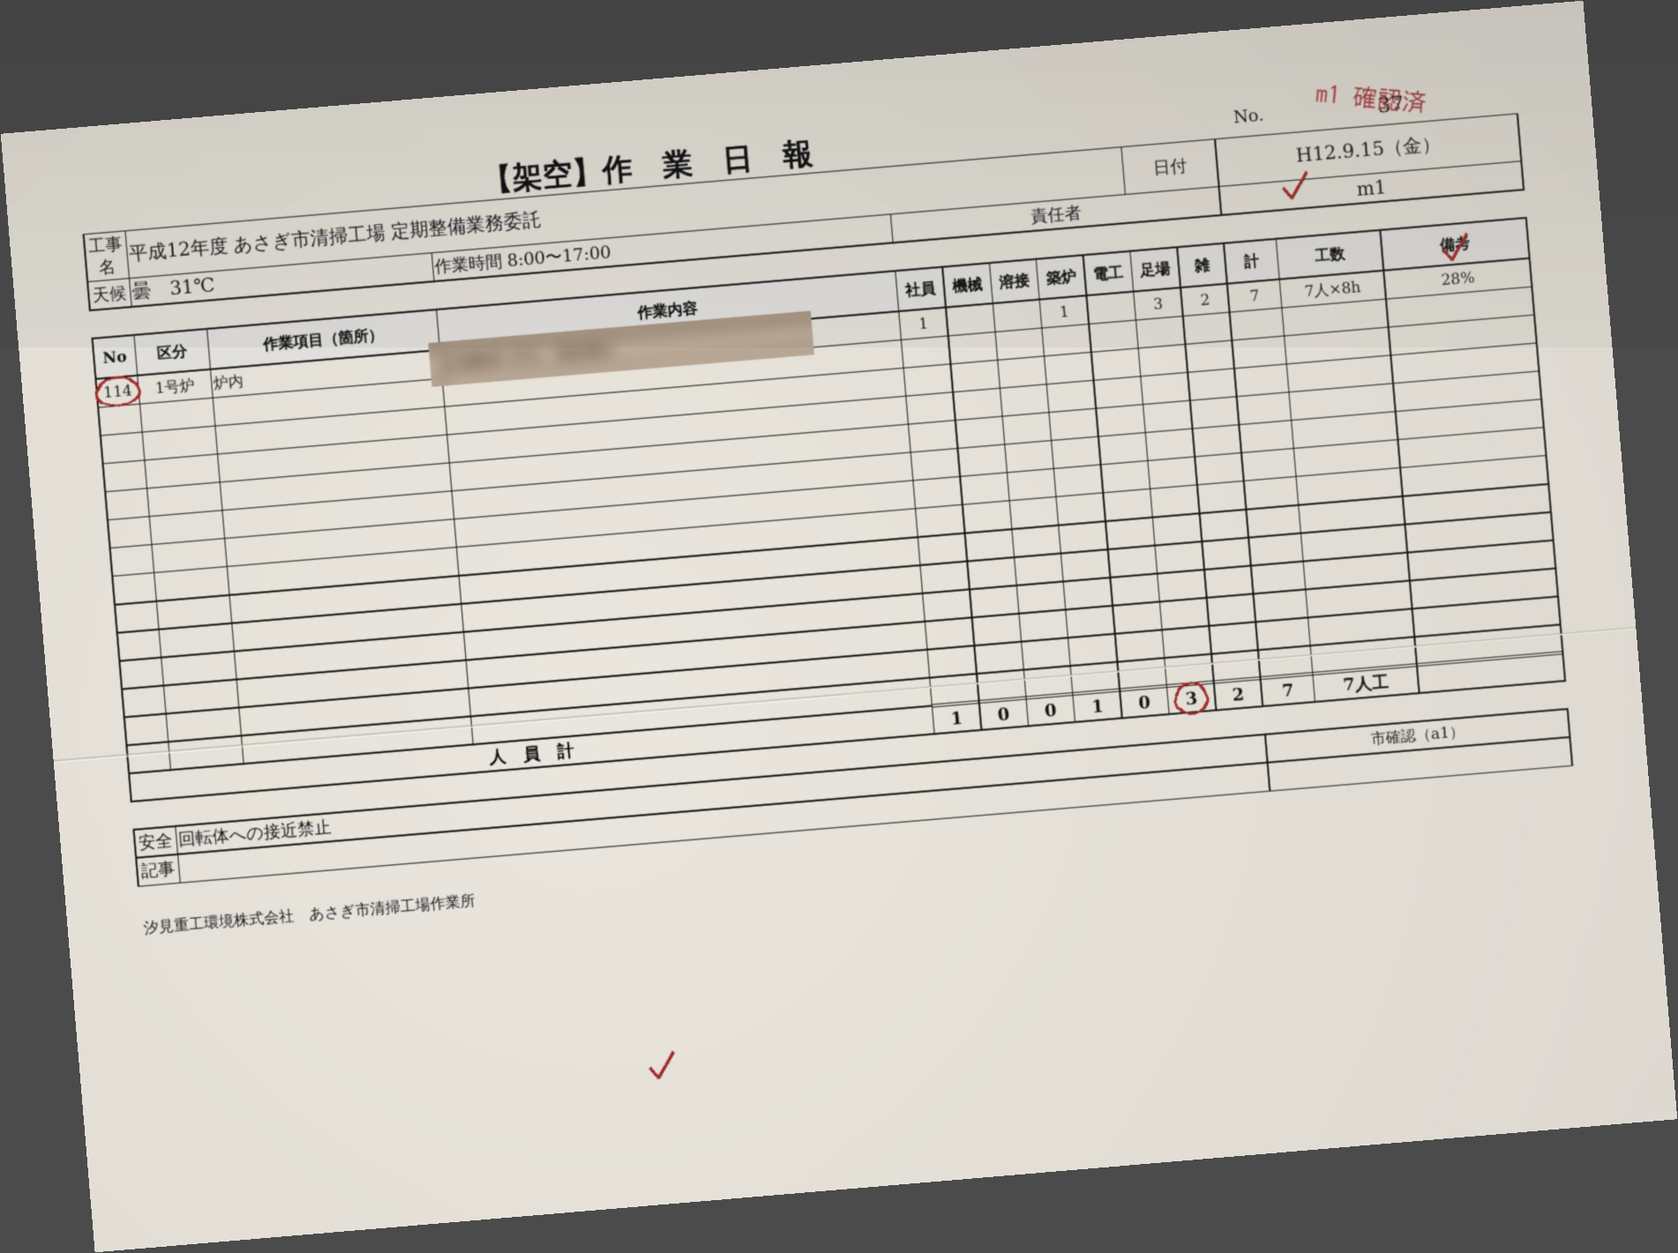 m1 確認済
No. 37
【架空】作 業 日 報
工事名 平成12年度 あさぎ市清掃工場 定期整備業務委託 日付 H12.9.15（金）
天候 曇 31℃ 作業時間 8:00〜17:00 責任者 m1
No 区分 作業項目（箇所） 作業内容 社員 機械 溶接 築炉 電工 足場 雑 計 工数 備考
114 1号炉 炉内 1 1 3 2 7 7人×8h 28%
人 員 計 1 0 0 1 0 3 2 7 7人工
安全 回転体への接近禁止 市確認（a1）
記事
汐見重工環境株式会社 あさぎ市清掃工場作業所